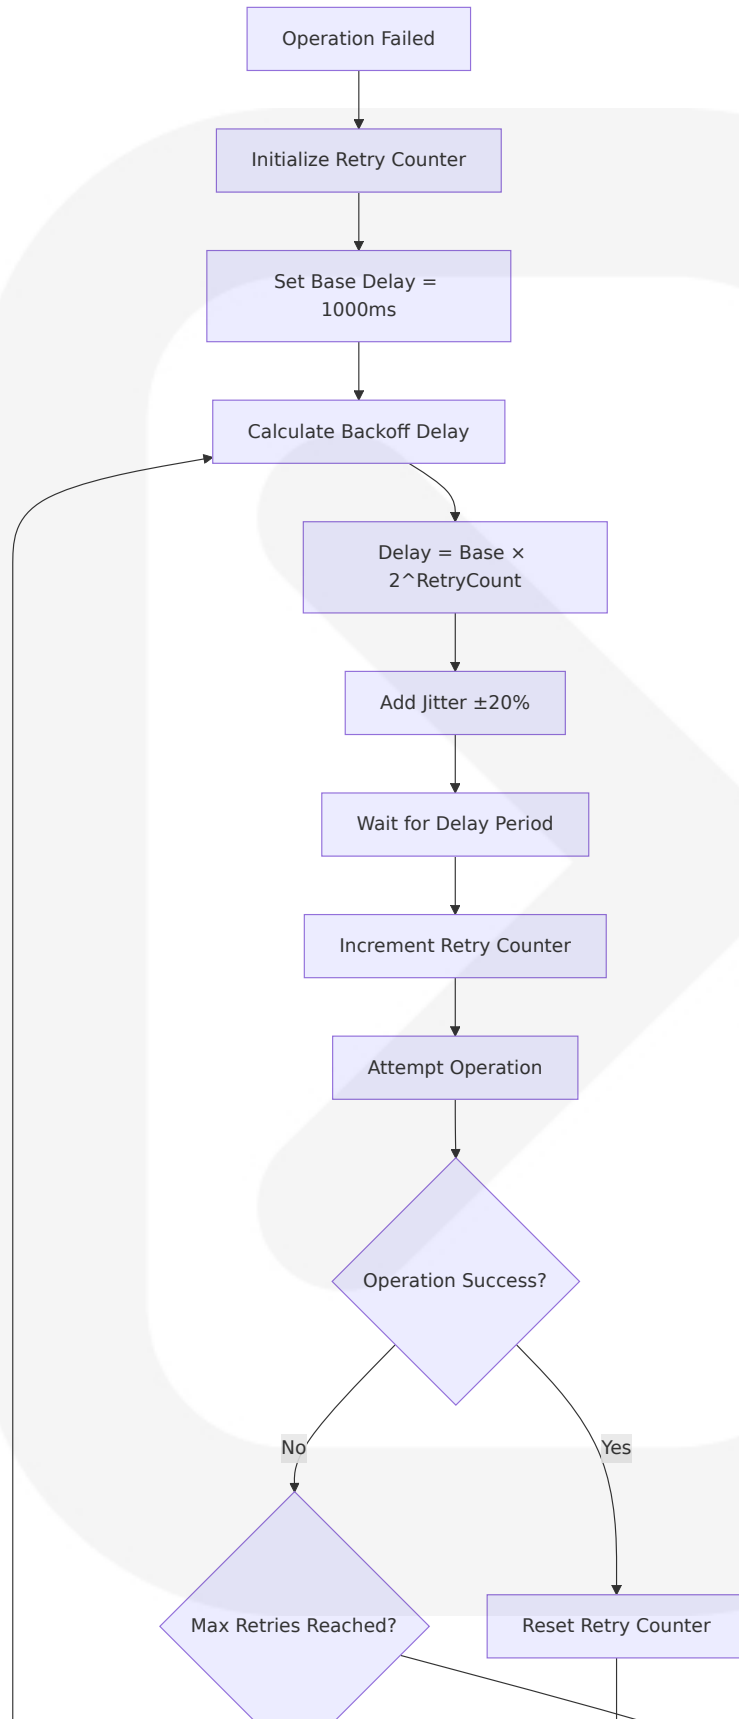 Operation Failed
Initialize Retry Counter
Set Base Delay =
1000ms
Calculate Backoff Delay
Delay = Base ×
2^RetryCount
Add Jitter ±20%
Wait for Delay Period
Increment Retry Counter
Attempt Operation
Operation Success?
No
Yes
Max Retries Reached?
Reset Retry Counter